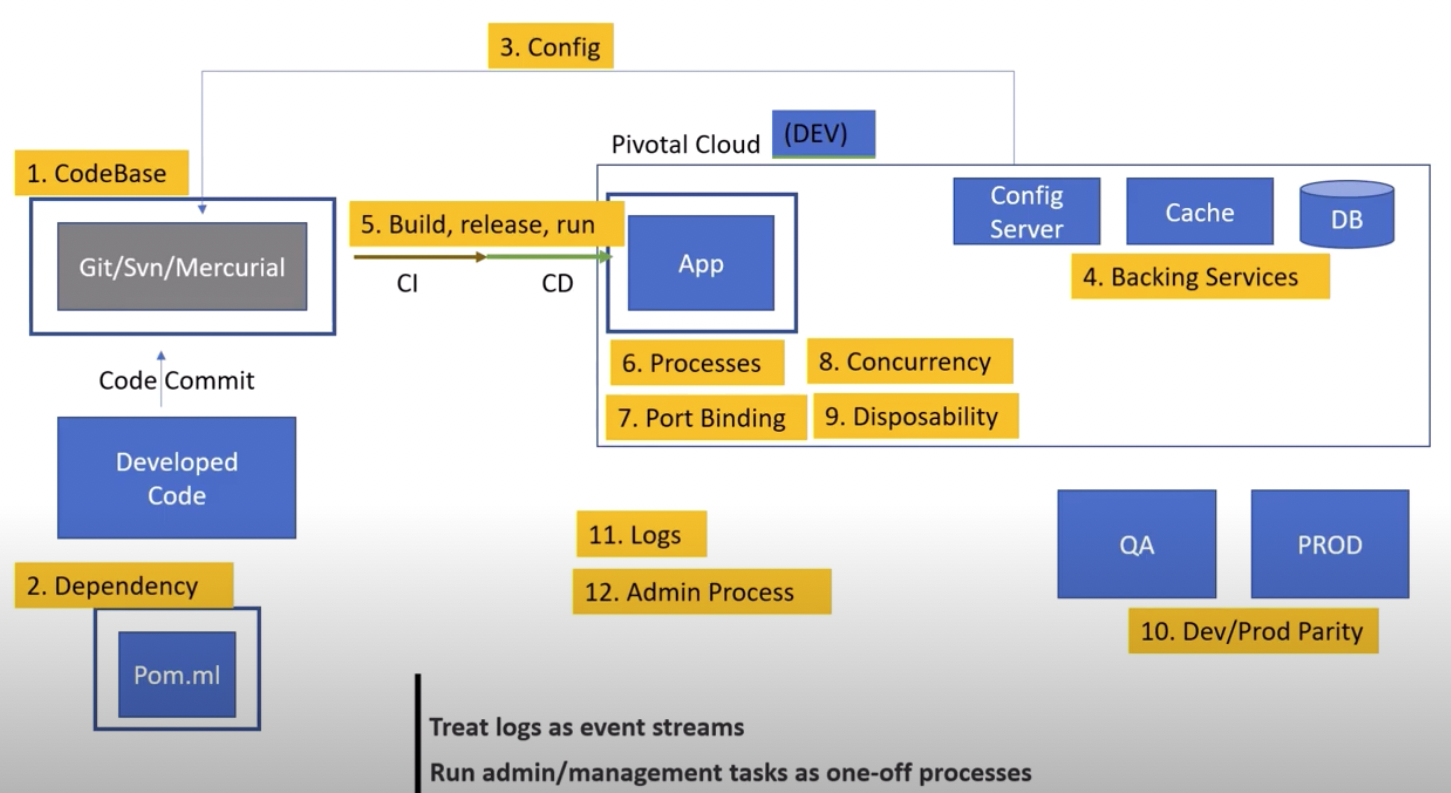 3. Config
Pivotal Cloud
(DEV)
1. CodeBase
Config
Server
Cache
DB
5. Build, release, run
Git/Svn/Mercurial
App
CI
CD
4. Backing Services
6. Processes
8. Concurrency
Code Commit
7. Port Binding
9. Disposability
Developed
Code
11. Logs
QA
PROD
2. Dependency
12. Admin Process
10. Dev/Prod Parity
Pom.ml
Treat logs as event streams
Run admin/management tasks as one-off processes